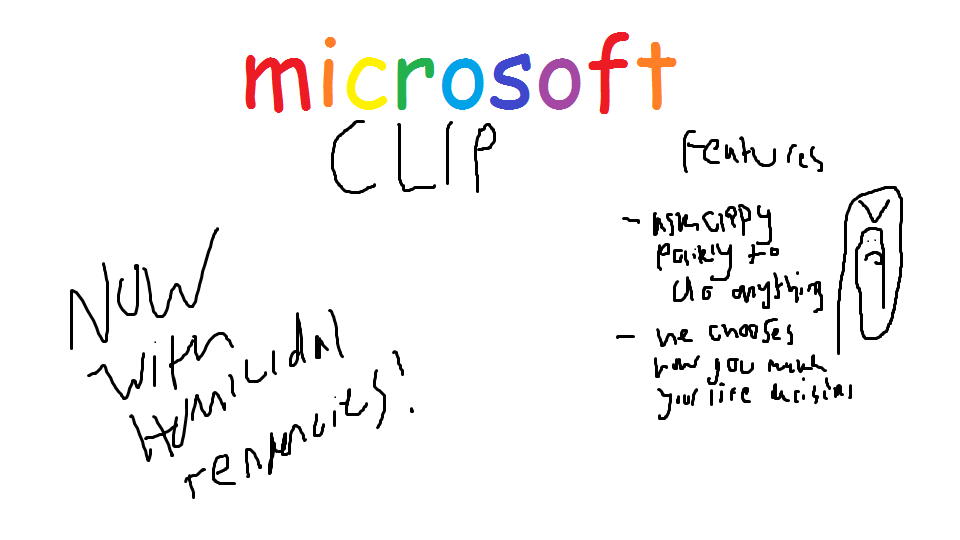 microsoft
CLIP
Features
- ask clippy
politely to
do anything
- he chooses
how you make
your life decisions
NOW
With
Homicidal
tendencies!